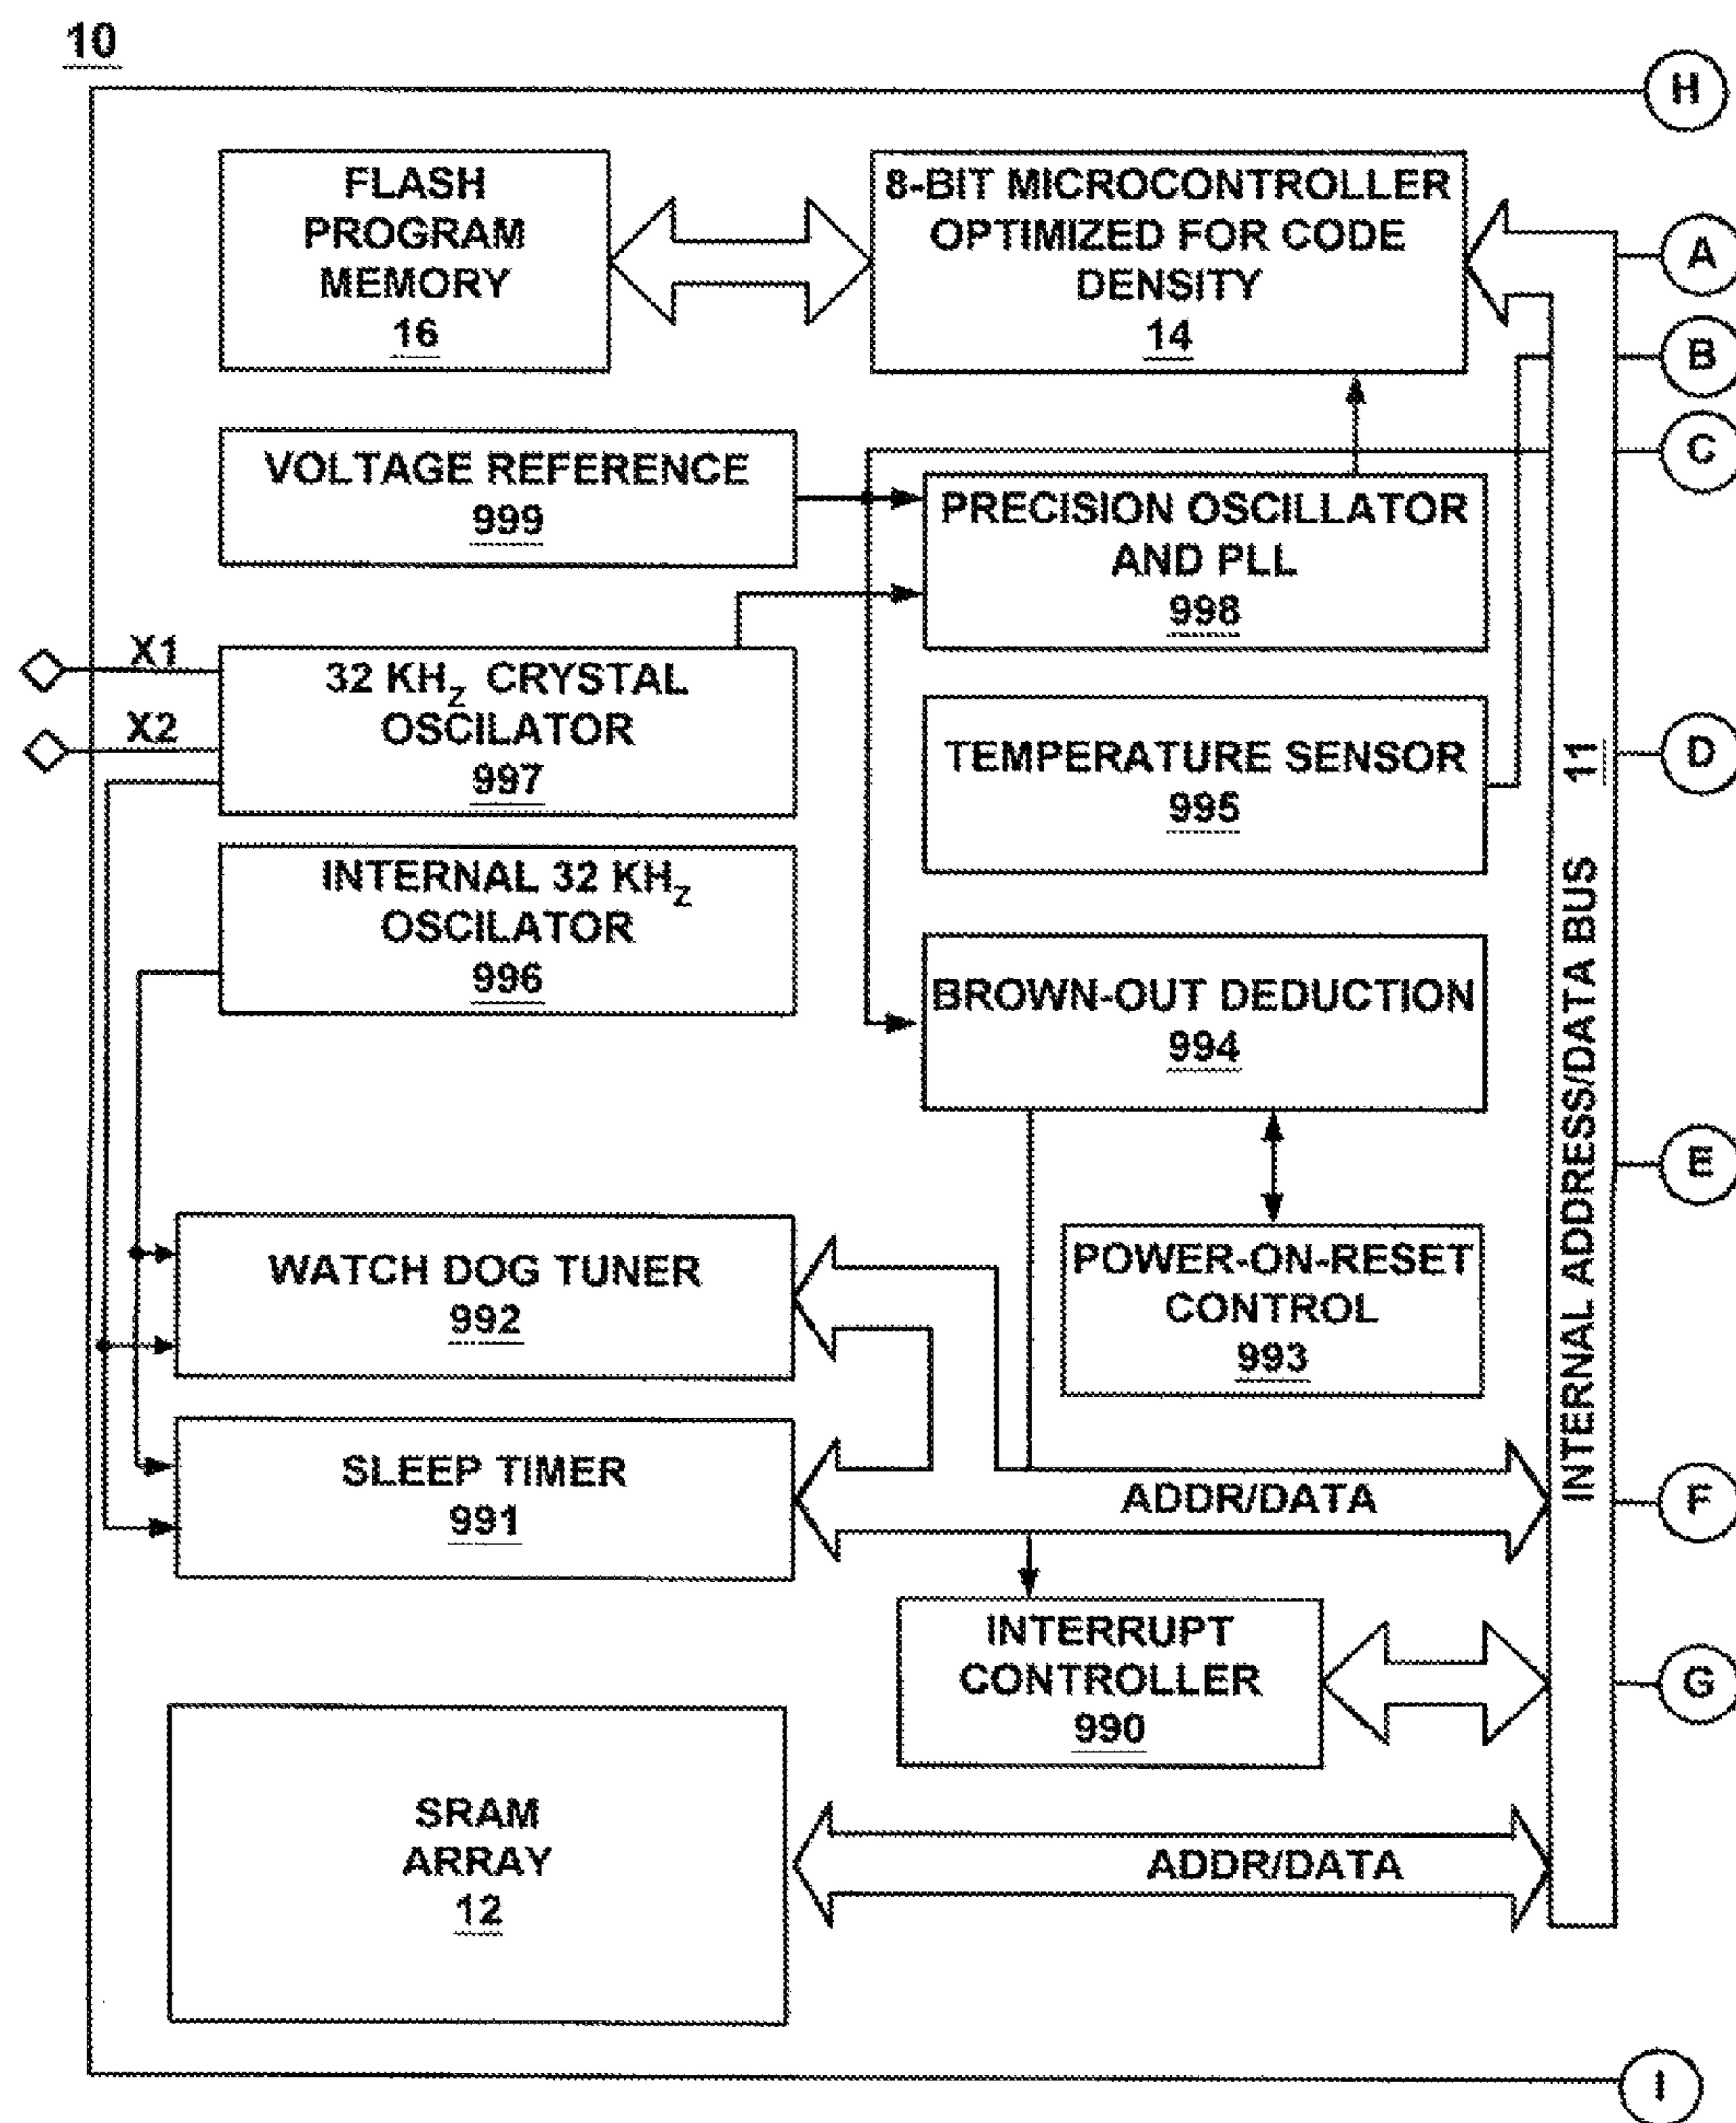 10
H
FLASH
PROGRAM
MEMORY
16
8-BIT MICROCONTROLLER
OPTIMIZED FOR CODE
DENSITY
14
A
B
C
VOLTAGE REFERENCE
999
PRECISION OSCILLATOR
AND PLL
998
X1
X2
32 KHZ CRYSTAL
OSCILATOR
997
TEMPERATURE SENSOR
995
INTERNAL ADDRESS/DATA BUS 11
D
INTERNAL 32 KHZ
OSCILATOR
996
BROWN-OUT DEDUCTION
994
E
WATCH DOG TUNER
992
POWER-ON-RESET
CONTROL
993
SLEEP TIMER
991
ADDR/DATA
F
INTERRUPT
CONTROLLER
990
G
SRAM
ARRAY
12
ADDR/DATA
I